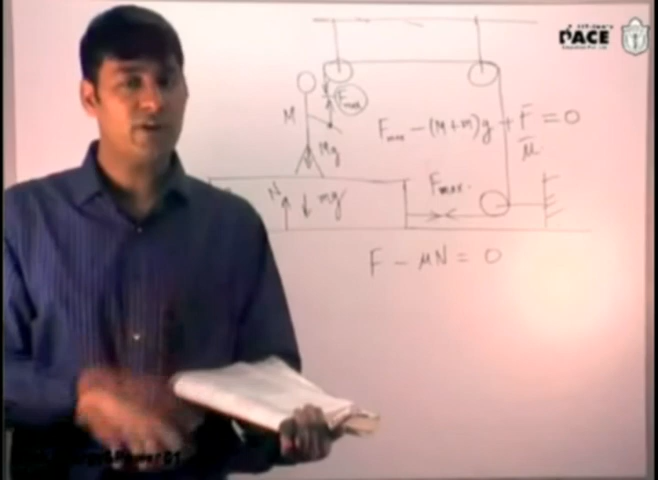 PACE
M
Fmax
Fmax - (M+m)g + F/μ = 0
Mg
N
mg
Fmax.
F - μN = 0